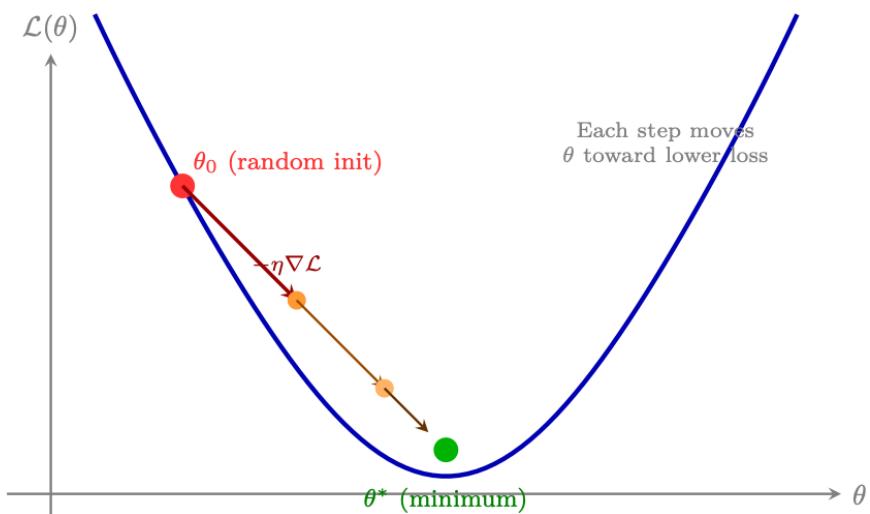 ℒ(θ)
θ₀ (random init)
Each step moves
θ toward lower loss
−η∇ℒ
θ* (minimum)
θ